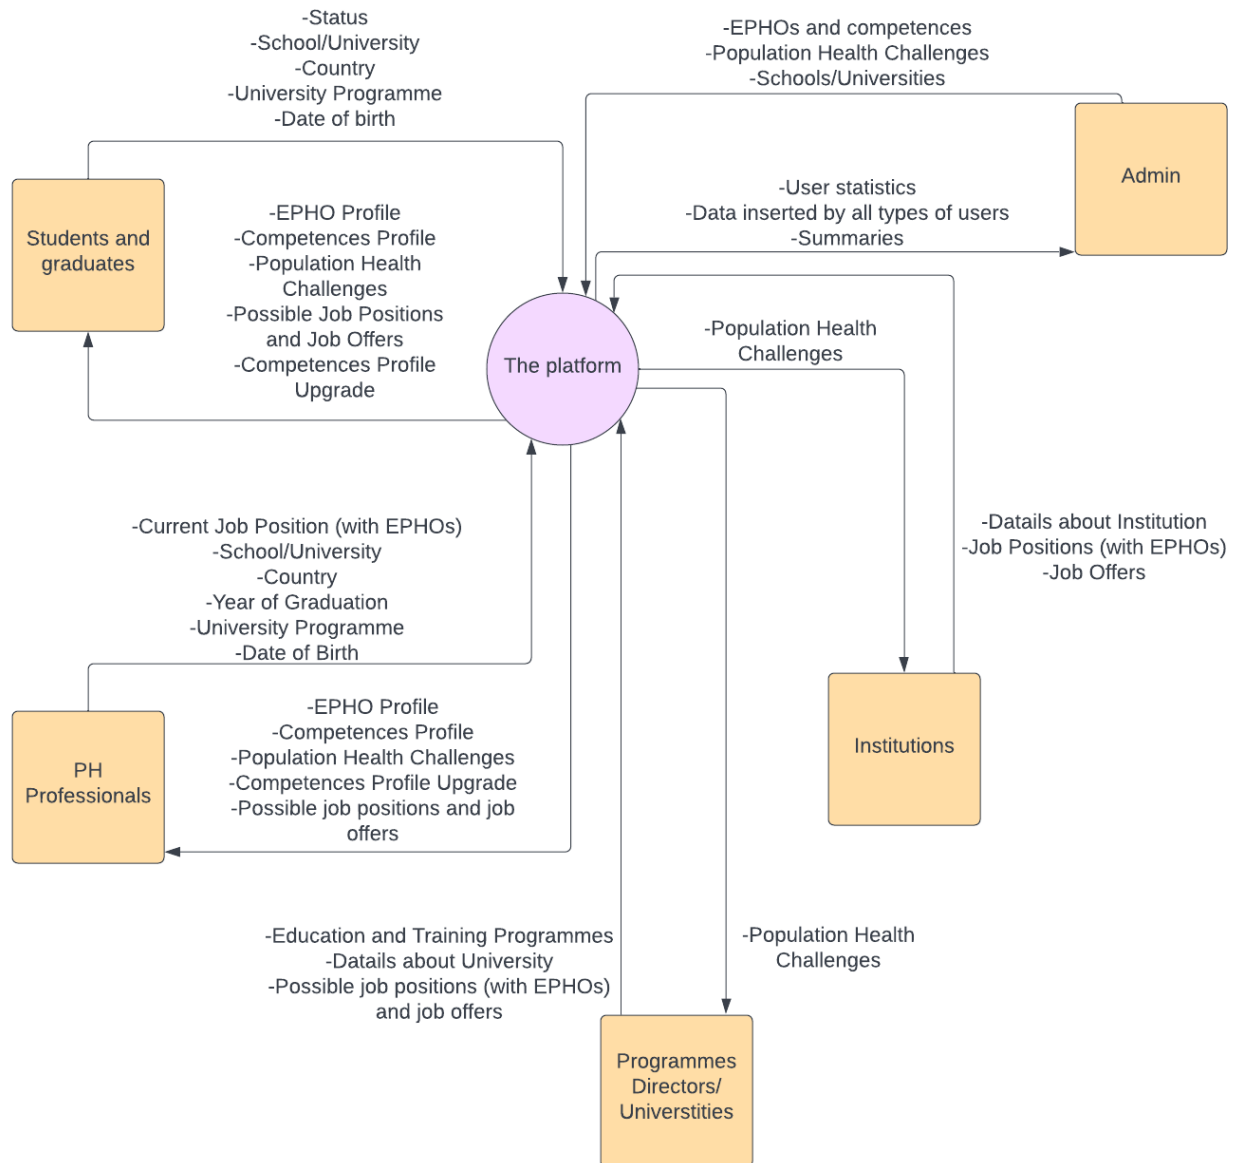 -Status
-School/University
-Country
-University Programme
-Date of birth
-EPHOs and competences
-Population Health Challenges
-Schools/Universities
Admin
-User statistics
-Data inserted by all types of users
-Summaries
Students and
graduates
-EPHO Profile
-Competences Profile
-Population Health
Challenges
-Possible Job Positions
and Job Offers
-Competences Profile
Upgrade
The platform
-Population Health
Challenges
-Current Job Position (with EPHOs)
-School/University
-Country
-Year of Graduation
-University Programme
-Date of Birth
-Datails about Institution
-Job Positions (with EPHOs)
-Job Offers
PH
Professionals
-EPHO Profile
-Competences Profile
-Population Health Challenges
-Competences Profile Upgrade
-Possible job positions and job
offers
Institutions
-Education and Training Programmes
-Datails about University
-Possible job positions (with EPHOs)
and job offers
-Population Health
Challenges
Programmes
Directors/
Universtities